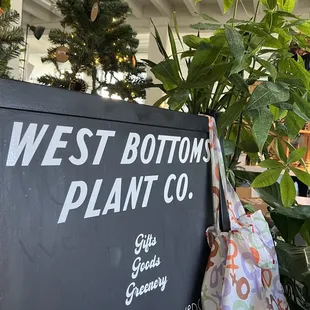 WEST BOTTOMS
PLANT CO.
Gifts
Goods
Greenery